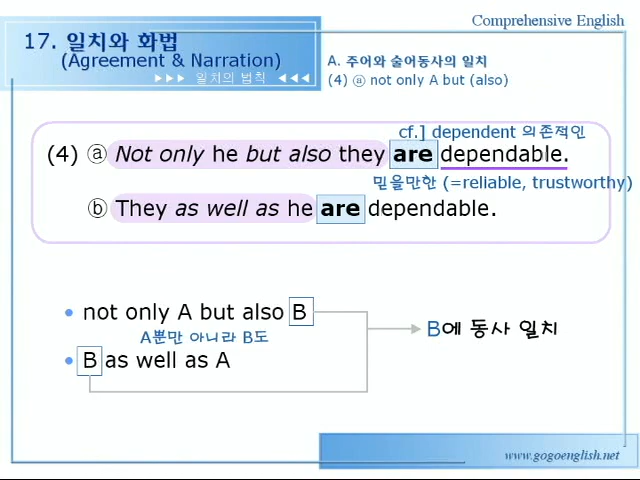 Comprehensive English
17. 일치와 화법
(Agreement & Narration)
▶▶▶ 일치의 법칙 ◀◀◀
A. 주어와 술어동사의 일치
(4) ⓐ not only A but (also)
cf.] dependent 의존적인
(4) ⓐ Not only he but also they are dependable.
믿을만한 (=reliable, trustworthy)
ⓑ They as well as he are dependable.
• not only A but also B
A뿐만 아니라 B도
B에 동사 일치
• B as well as A
www.gogoenglish.net